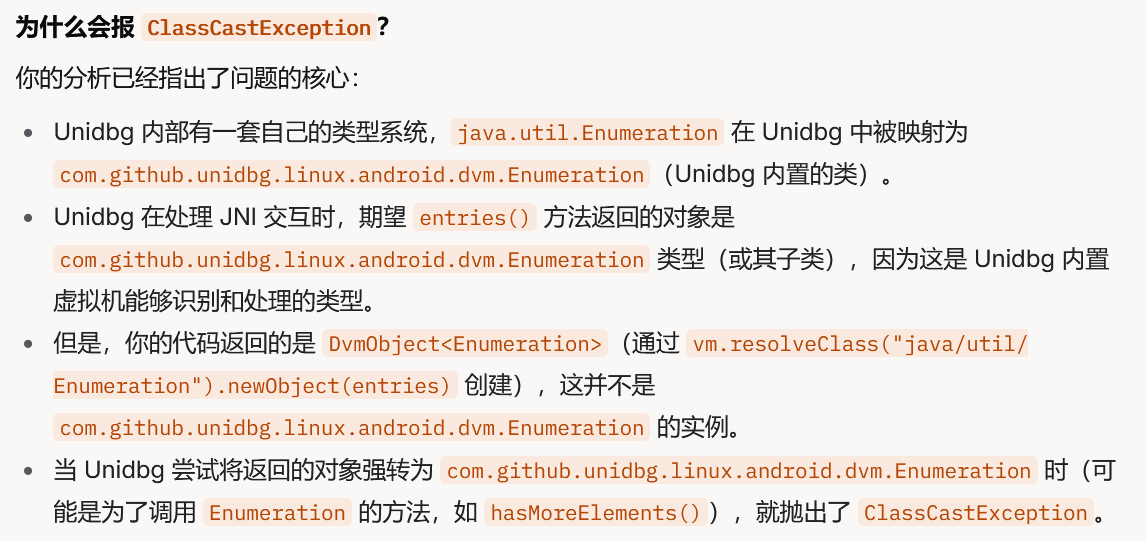 为什么会报 ClassCastException?
你的分析已经指出了问题的核心：
• Unidbg 内部有一套自己的类型系统，java.util.Enumeration 在 Unidbg 中被映射为
com.github.unidbg.linux.android.dvm.Enumeration（Unidbg 内置的类）。
• Unidbg 在处理 JNI 交互时，期望 entries() 方法返回的对象是
com.github.unidbg.linux.android.dvm.Enumeration 类型（或其子类），因为这是 Unidbg 内置
虚拟机能够识别和处理的类型。
• 但是，你的代码返回的是 DvmObject<Enumeration>（通过 vm.resolveClass("java/util/
Enumeration").newObject(entries) 创建），这并不是
com.github.unidbg.linux.android.dvm.Enumeration 的实例。
• 当 Unidbg 尝试将返回的对象强转为 com.github.unidbg.linux.android.dvm.Enumeration 时（可
能是为了调用 Enumeration 的方法，如 hasMoreElements()），就抛出了 ClassCastException。